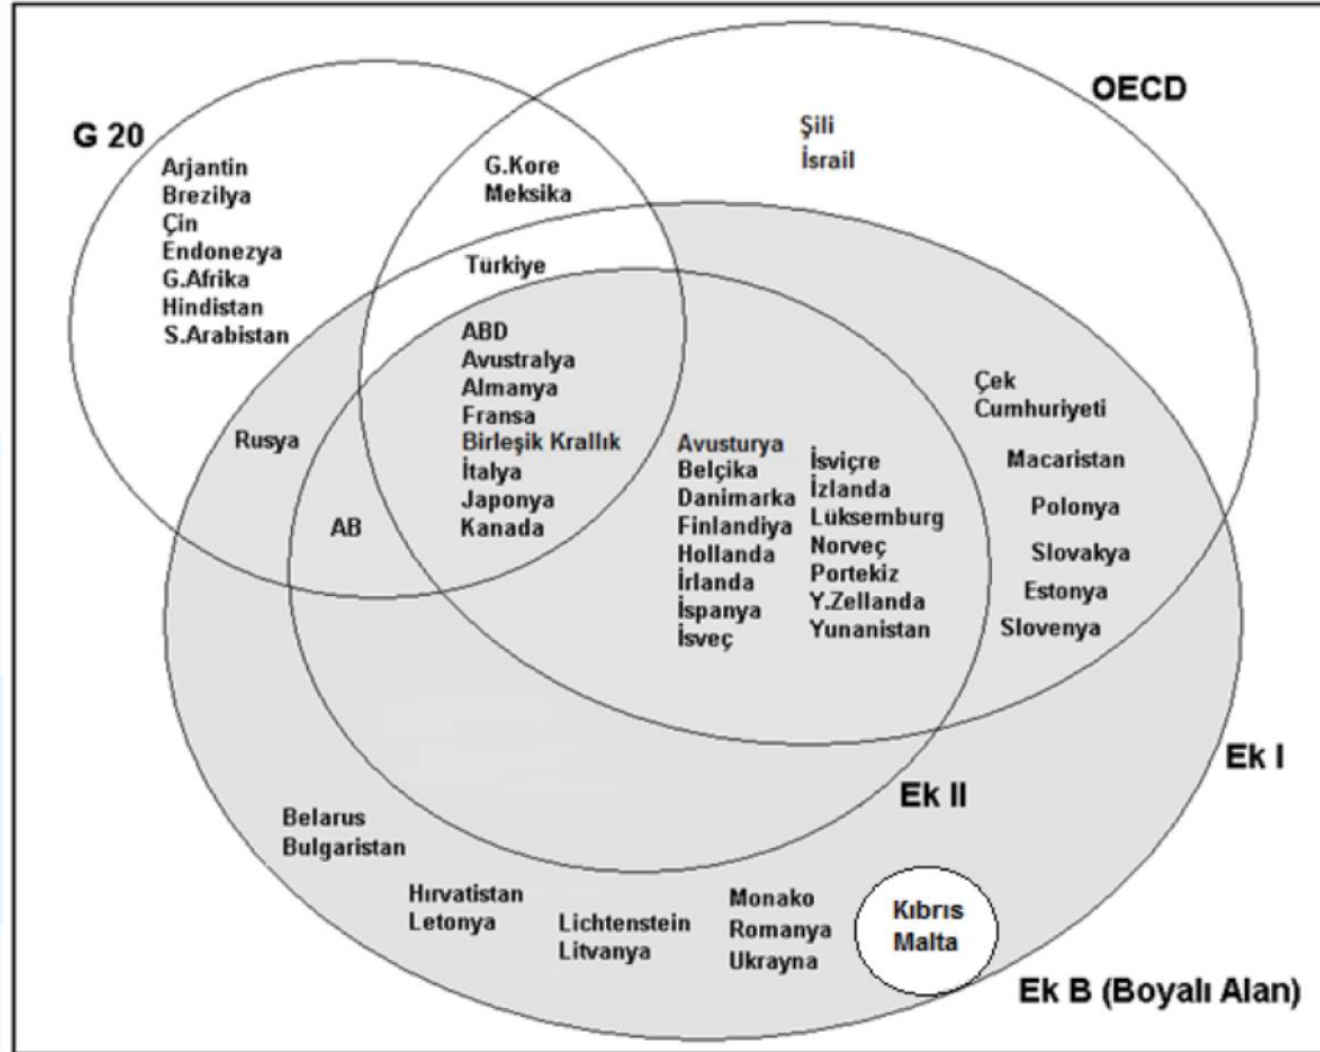 G 20
Arjantin
Brezilya
Çin
Endonezya
G.Afrika
Hindistan
S.Arabistan
G.Kore
Meksika
OECD
Şili
İsrail
Türkiye
ABD
Avustralya
Almanya
Fransa
Birleşik Krallık
İtalya
Japonya
Kanada
Rusya
AB
Avusturya
Belçika
Danimarka
Finlandiya
Hollanda
İrlanda
İspanya
İsveç
İsviçre
İzlanda
Lüksemburg
Norveç
Portekiz
Y.Zellanda
Yunanistan
Çek
Cumhuriyeti
Macaristan
Polonya
Slovakya
Estonya
Slovenya
Ek I
Ek II
Belarus
Bulgaristan
Hırvatistan
Letonya
Lichtenstein
Litvanya
Monako
Romanya
Ukrayna
Kıbrıs
Malta
Ek B (Boyalı Alan)